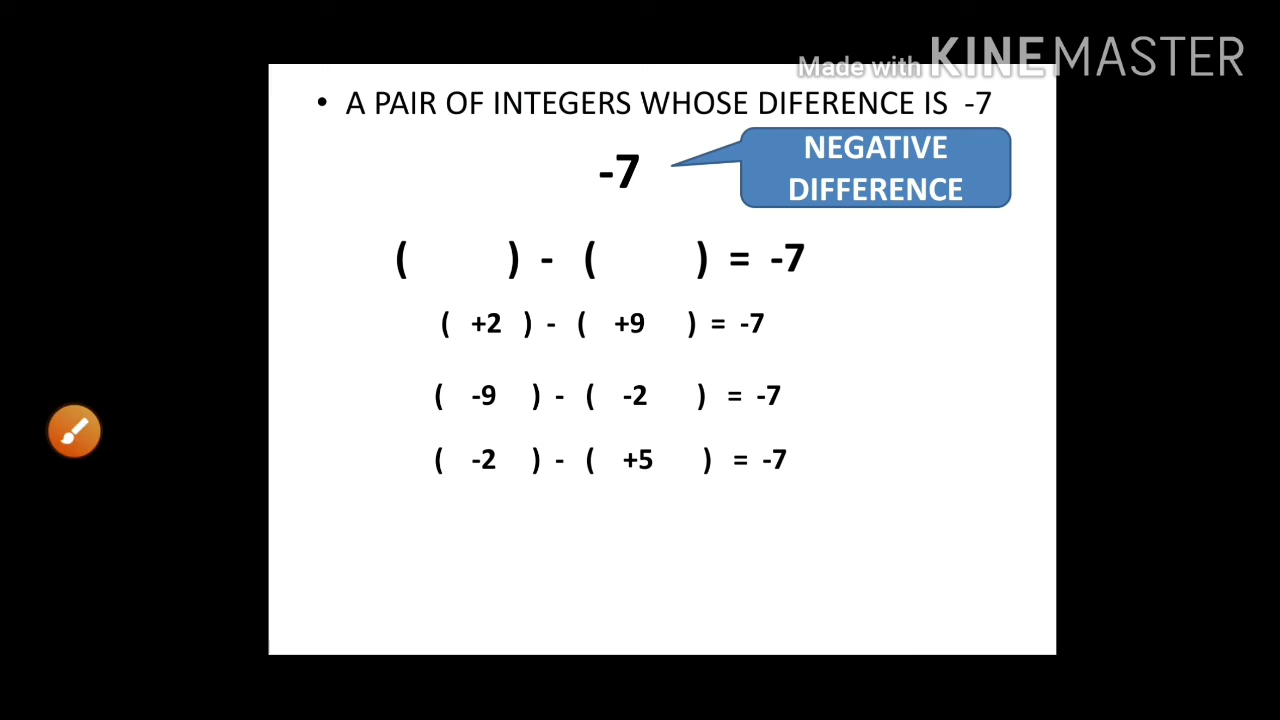 Made with KINEMASTER
• A PAIR OF INTEGERS WHOSE DIFERENCE IS -7
NEGATIVE
DIFFERENCE
-7
( ) - ( ) = -7
( +2 ) - ( +9 ) = -7
( -9 ) - ( -2 ) = -7
( -2 ) - ( +5 ) = -7